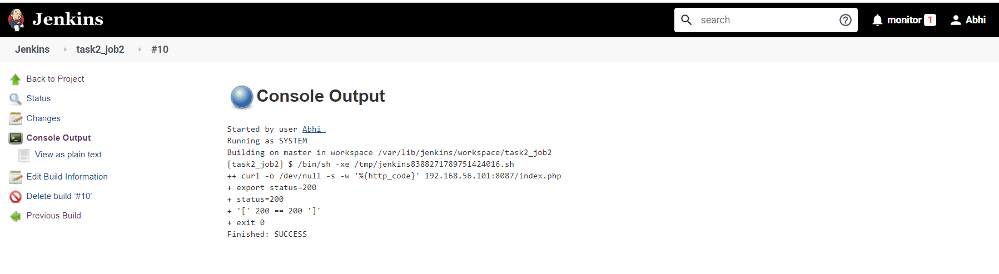 Jenkins
search
monitor 1
Abhi
Jenkins task2_job2 #10
Back to Project
Status
Changes
Console Output
View as plain text
Edit Build Information
Delete build ‘#10’
Previous Build
Console Output
Started by user Abhi
Running as SYSTEM
Building on master in workspace /var/lib/jenkins/workspace/task2_job2
[task2_job2] $ /bin/sh -xe /tmp/jenkins8388271789751424016.sh
++ curl -o /dev/null -s -w '%{http_code}' 192.168.56.101:8087/index.php
+ export status=200
+ status=200
+ '[' 200 == 200 ']'
+ exit 0
Finished: SUCCESS